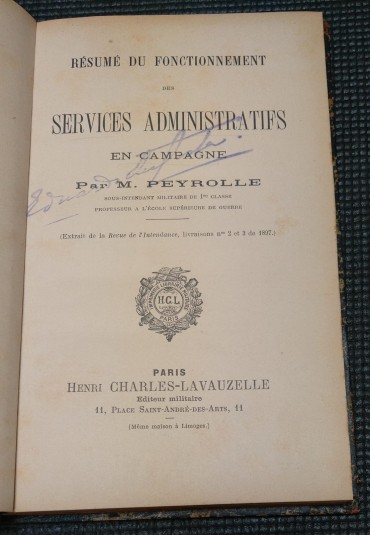 RÉSUMÉ DU FONCTIONNEMENT
DES
SERVICES ADMINISTRATIFS
EN CAMPAGNE
Par M. PEYROLLE
SOUS-INTENDANT MILITAIRE DE 1re CLASSE
PROFESSEUR A L'ÉCOLE SUPÉRIEURE DE GUERRE
(Extrait de la Revue de l'Intendance, livraisons nos 2 et 3 de 1897.)
H.C.L
PARIS
PARIS
HENRI CHARLES-LAVAUZELLE
Editeur militaire
11, PLACE SAINT-ANDRÉ-DES-ARTS, 11
(Même maison à Limoges.)